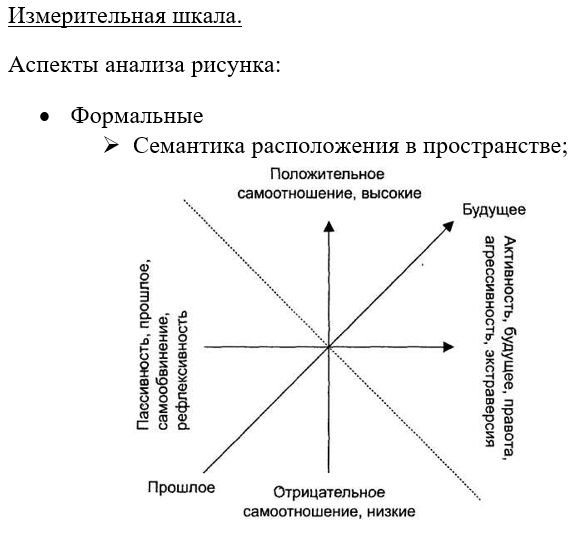 Измерительная шкала.
Аспекты анализа рисунка:
• Формальные
➢ Семантика расположения в пространстве;
Положительное
самоотношение, высокие
Будущее
Пассивность, прошлое,
самообвинение,
рефлексивность
Активность, будущее, правота,
агрессивность, экстраверсия
Прошлое
Отрицательное
самоотношение, низкие